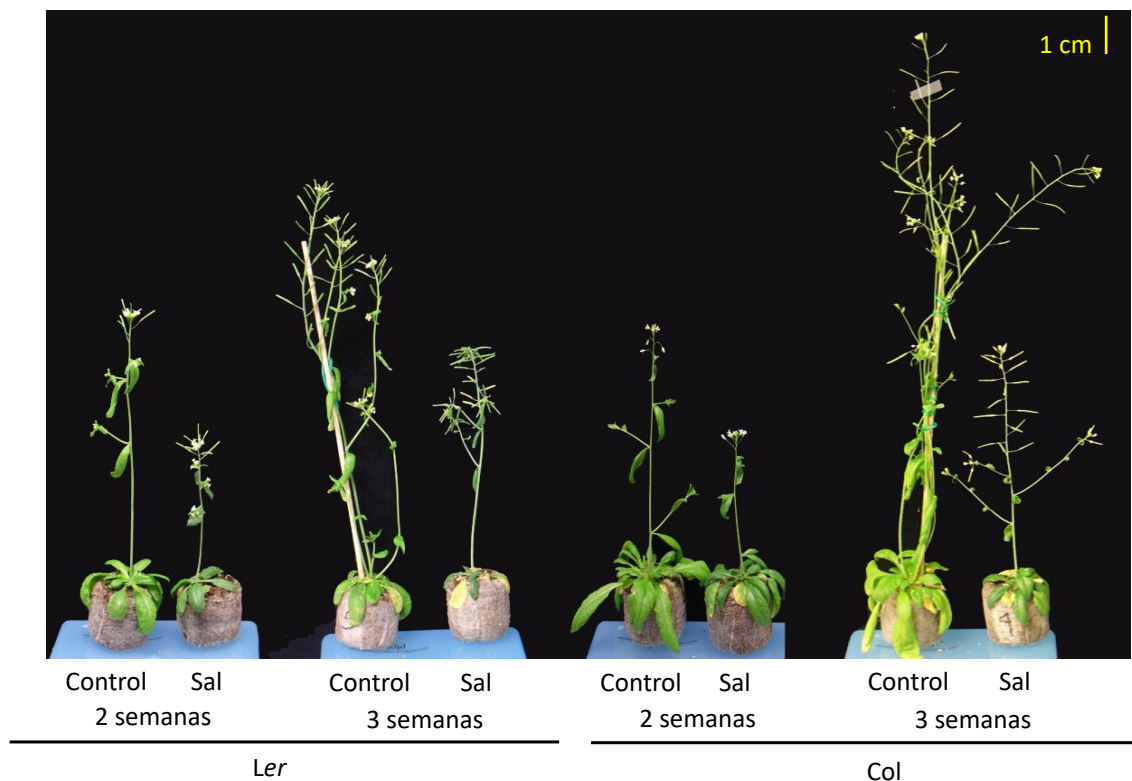 1 cm
Control Sal Control Sal Control Sal Control Sal
2 semanas 3 semanas 2 semanas 3 semanas
Ler Col
4